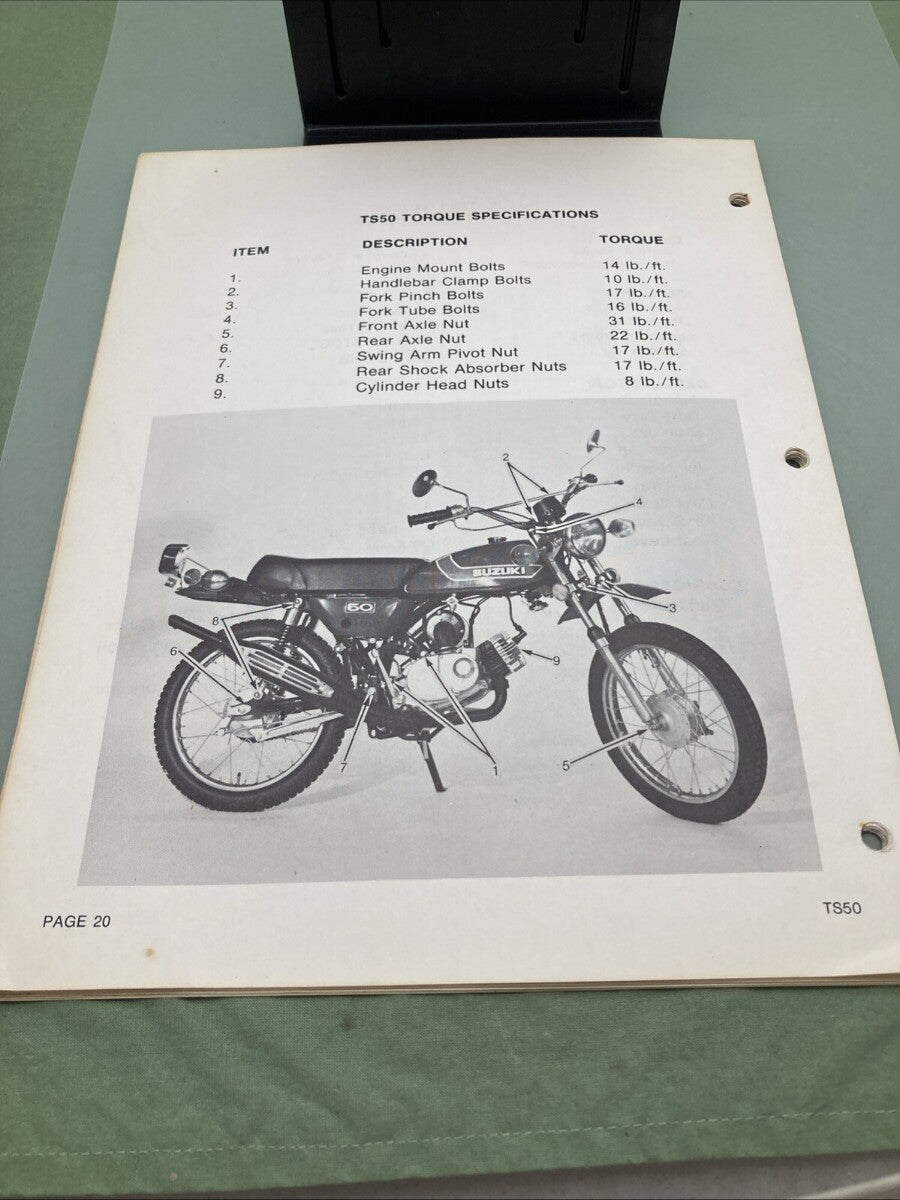 TS50 TORQUE SPECIFICATIONS
ITEM DESCRIPTION TORQUE
1. Engine Mount Bolts 14 lb./ft.
2. Handlebar Clamp Bolts 10 lb./ft.
3. Fork Pinch Bolts 17 lb./ft.
4. Fork Tube Bolts 16 lb./ft.
5. Front Axle Nut 31 lb./ft.
6. Rear Axle Nut 22 lb./ft.
7. Swing Arm Pivot Nut 17 lb./ft.
8. Rear Shock Absorber Nuts 17 lb./ft.
9. Cylinder Head Nuts 8 lb./ft.
2
4
SUZUKI
3
50
8
6
9
7
1
5
PAGE 20 TS50